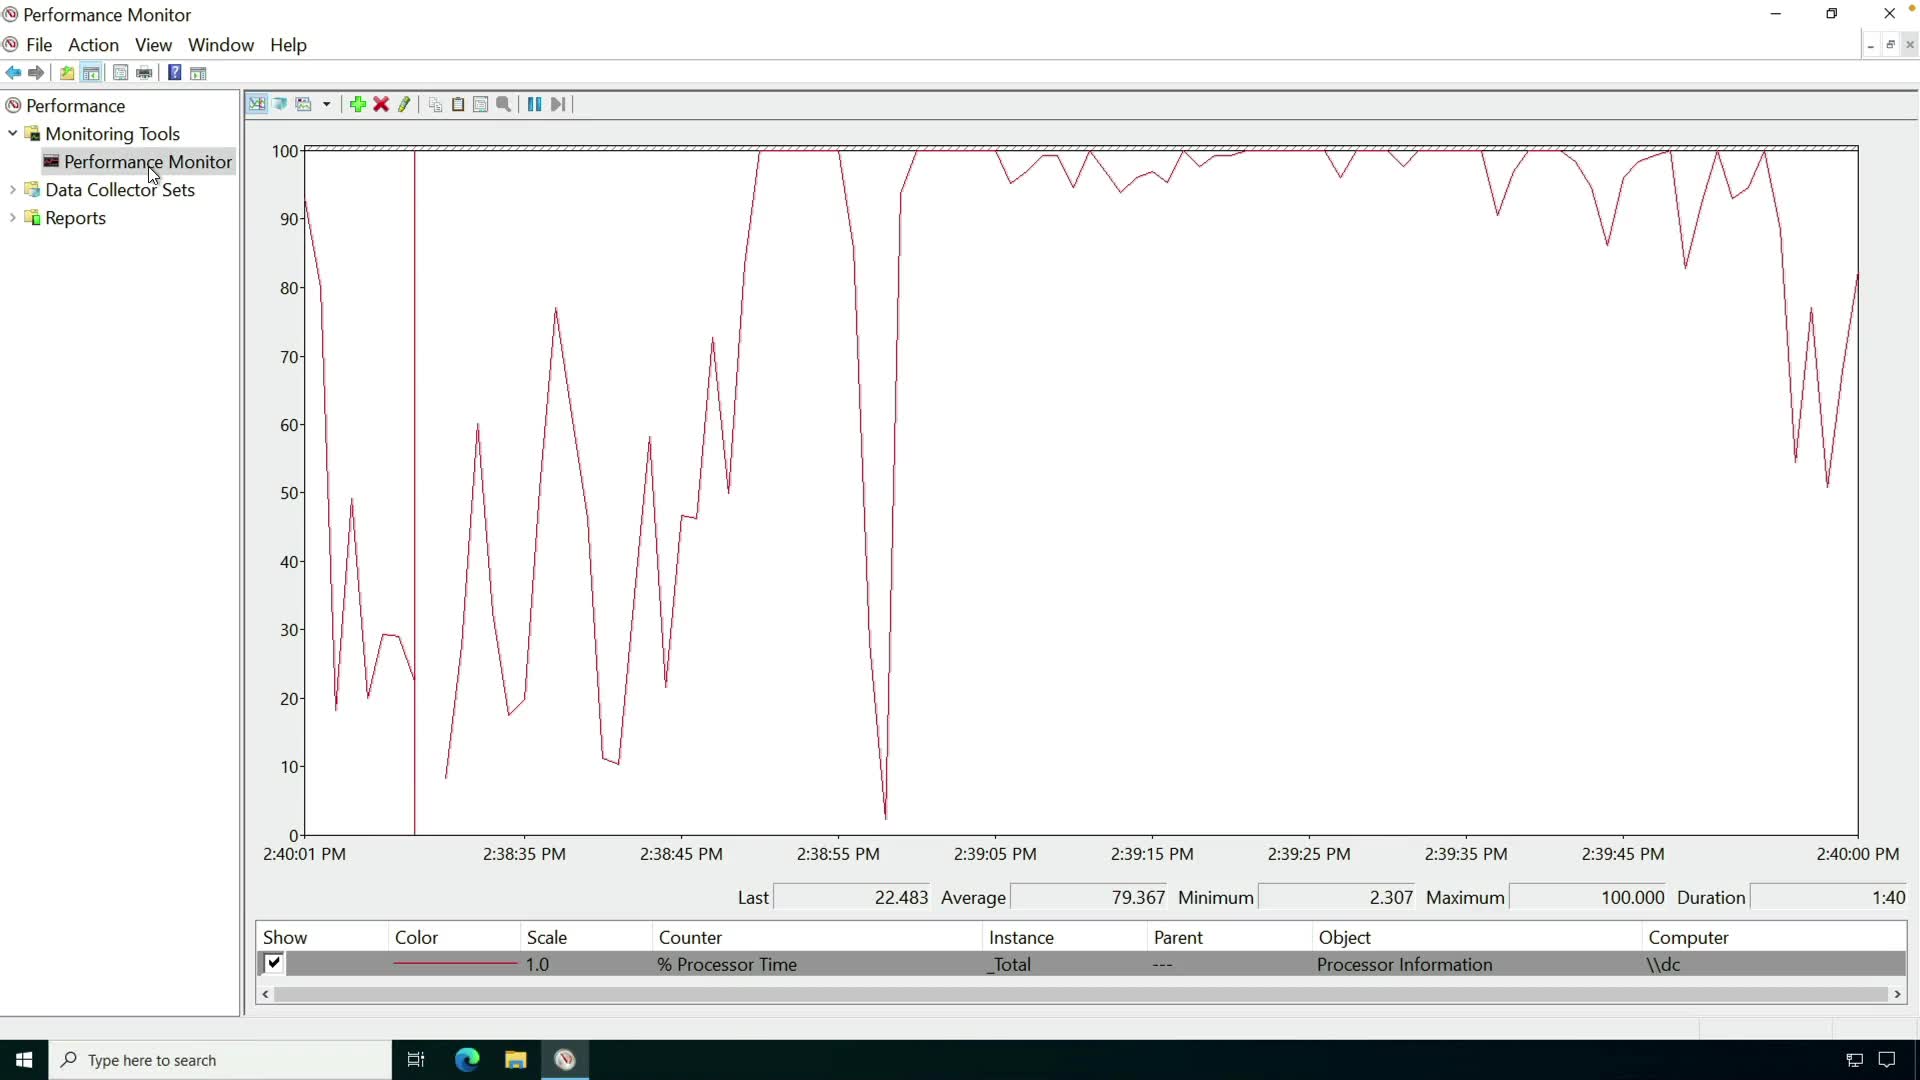 Performance Monitor
File Action View Window Help
Performance
Monitoring Tools
Performance Monitor
Data Collector Sets
Reports
100
90
80
70
60
50
40
30
20
10
0
2:40:01 PM 2:38:35 PM 2:38:45 PM 2:38:55 PM 2:39:05 PM 2:39:15 PM 2:39:25 PM 2:39:35 PM 2:39:45 PM 2:40:00 PM
Last 22.483 Average 79.367 Minimum 2.307 Maximum 100.000 Duration 1:40
Show Color Scale Counter Instance Parent Object Computer
1.0 % Processor Time _Total --- Processor Information \\dc
Type here to search